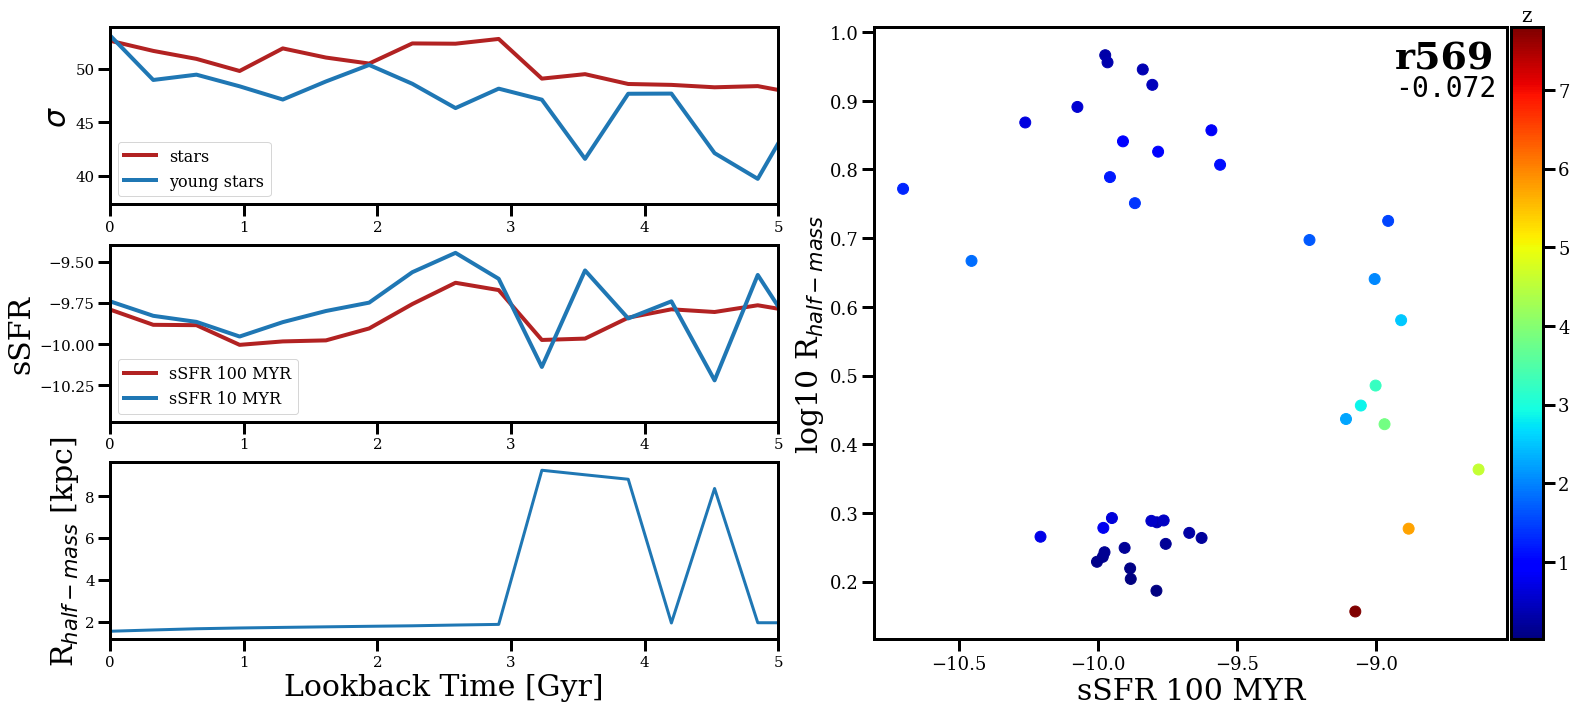 σ
50
45
40
stars
young stars
0 1 2 3 4 5
sSFR
−9.50
−9.75
−10.00
−10.25
sSFR 100 MYR
sSFR 10 MYR
0 1 2 3 4 5
R_{half−mass} [kpc]
8
6
4
2
0 1 2 3 4 5
Lookback Time [Gyr]
log10 R_{half−mass}
1.0
0.9
0.8
0.7
0.6
0.5
0.4
0.3
0.2
r569
-0.072
−10.5 −10.0 −9.5 −9.0
sSFR 100 MYR
z
7
6
5
4
3
2
1